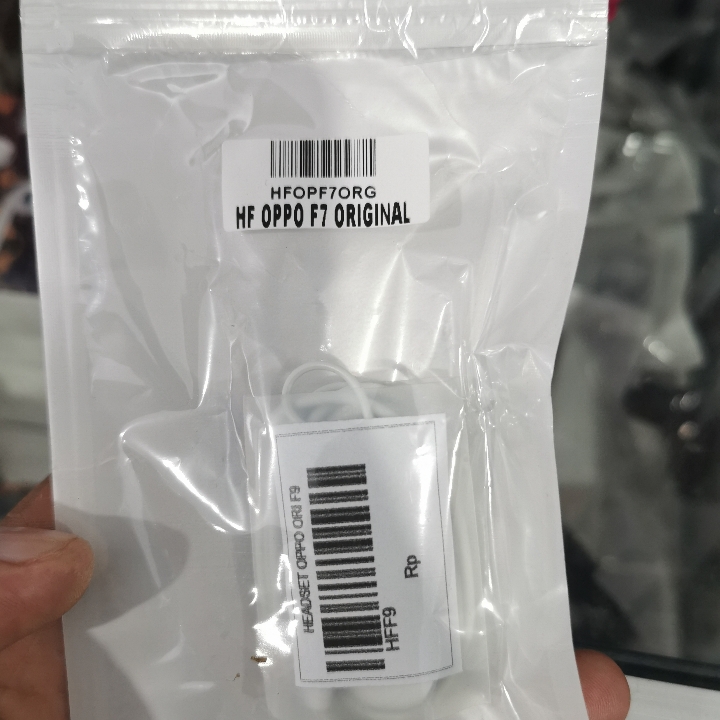 HFOPF7ORG
HF OPPO F7 ORIGINAL
HEADSET OPPO ORI F9
HFF9
Rp